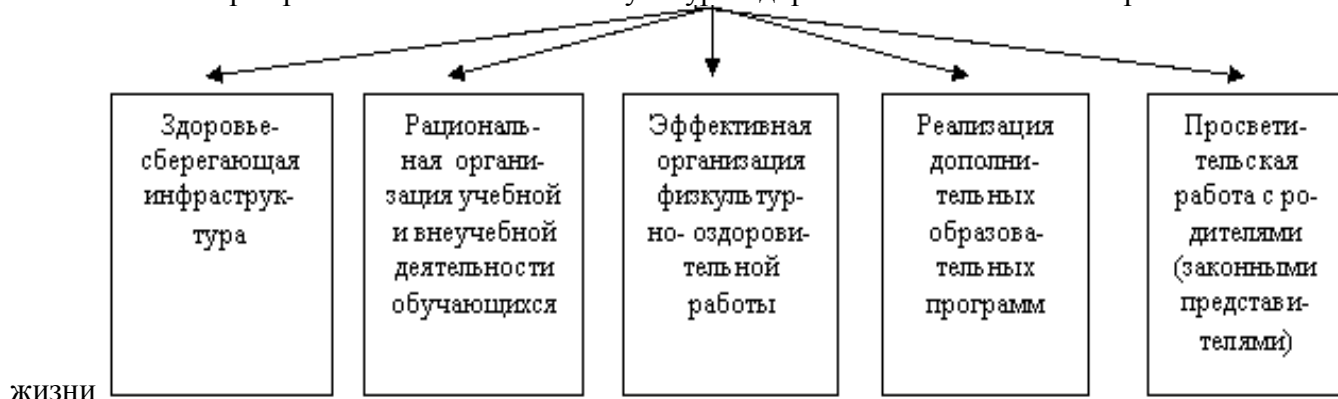 Здоровье-
сберегающая
инфраструк-
тура
Рациональ-
ная органи-
зация учебной
и внеучебной
деятельности
обучающихся
Эффективная
организация
физкультур-
но- оздорови-
тельной
работы
Реализация
дополни-
тельных
образова-
тельных
программ
Просвети-
тельская
работа с ро-
дителями
(законными
представи-
телями)
жизни